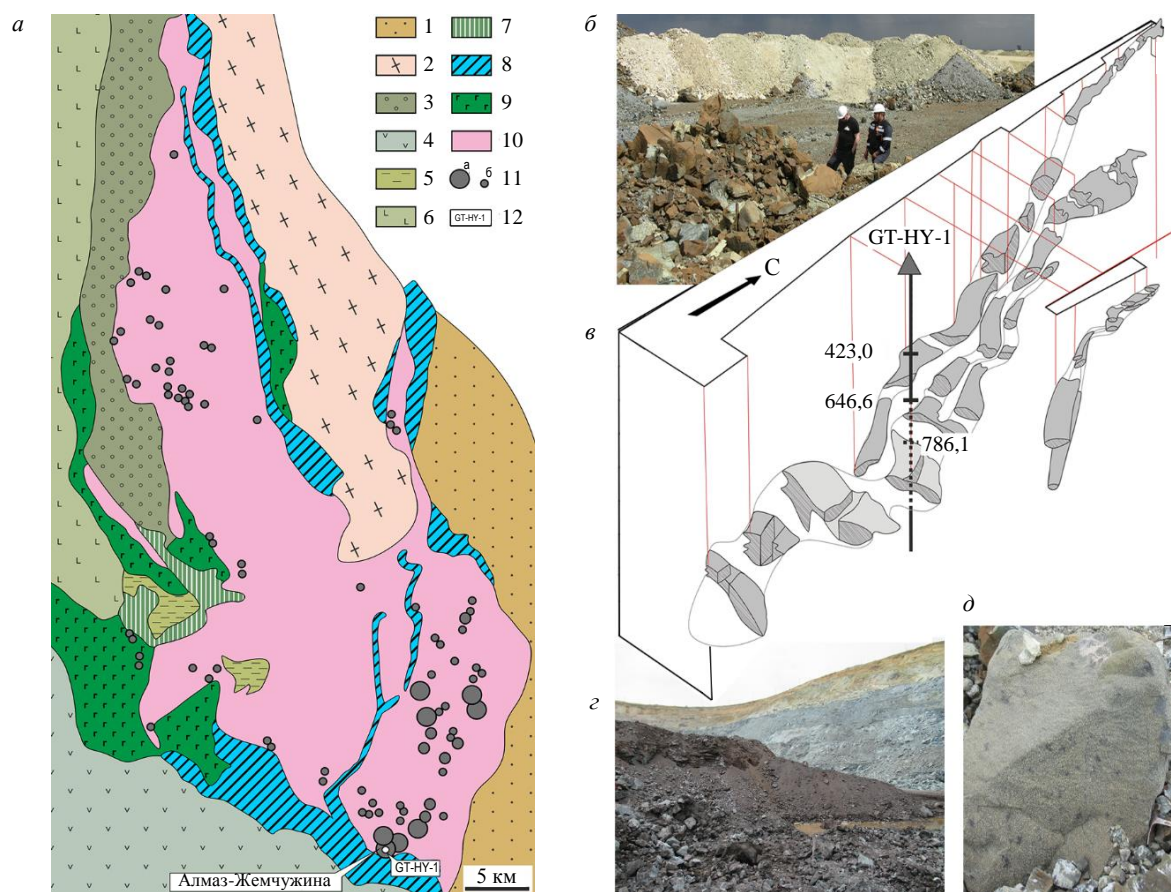 а
1 7
2 8
3 9
4 10
5 а б 11
6 GT-HY-1 12
GT-HY-1
Алмаз-Жемчужина
5 км
б
в
С
GT-HY-1
423,0
646,6
786,1
г
д